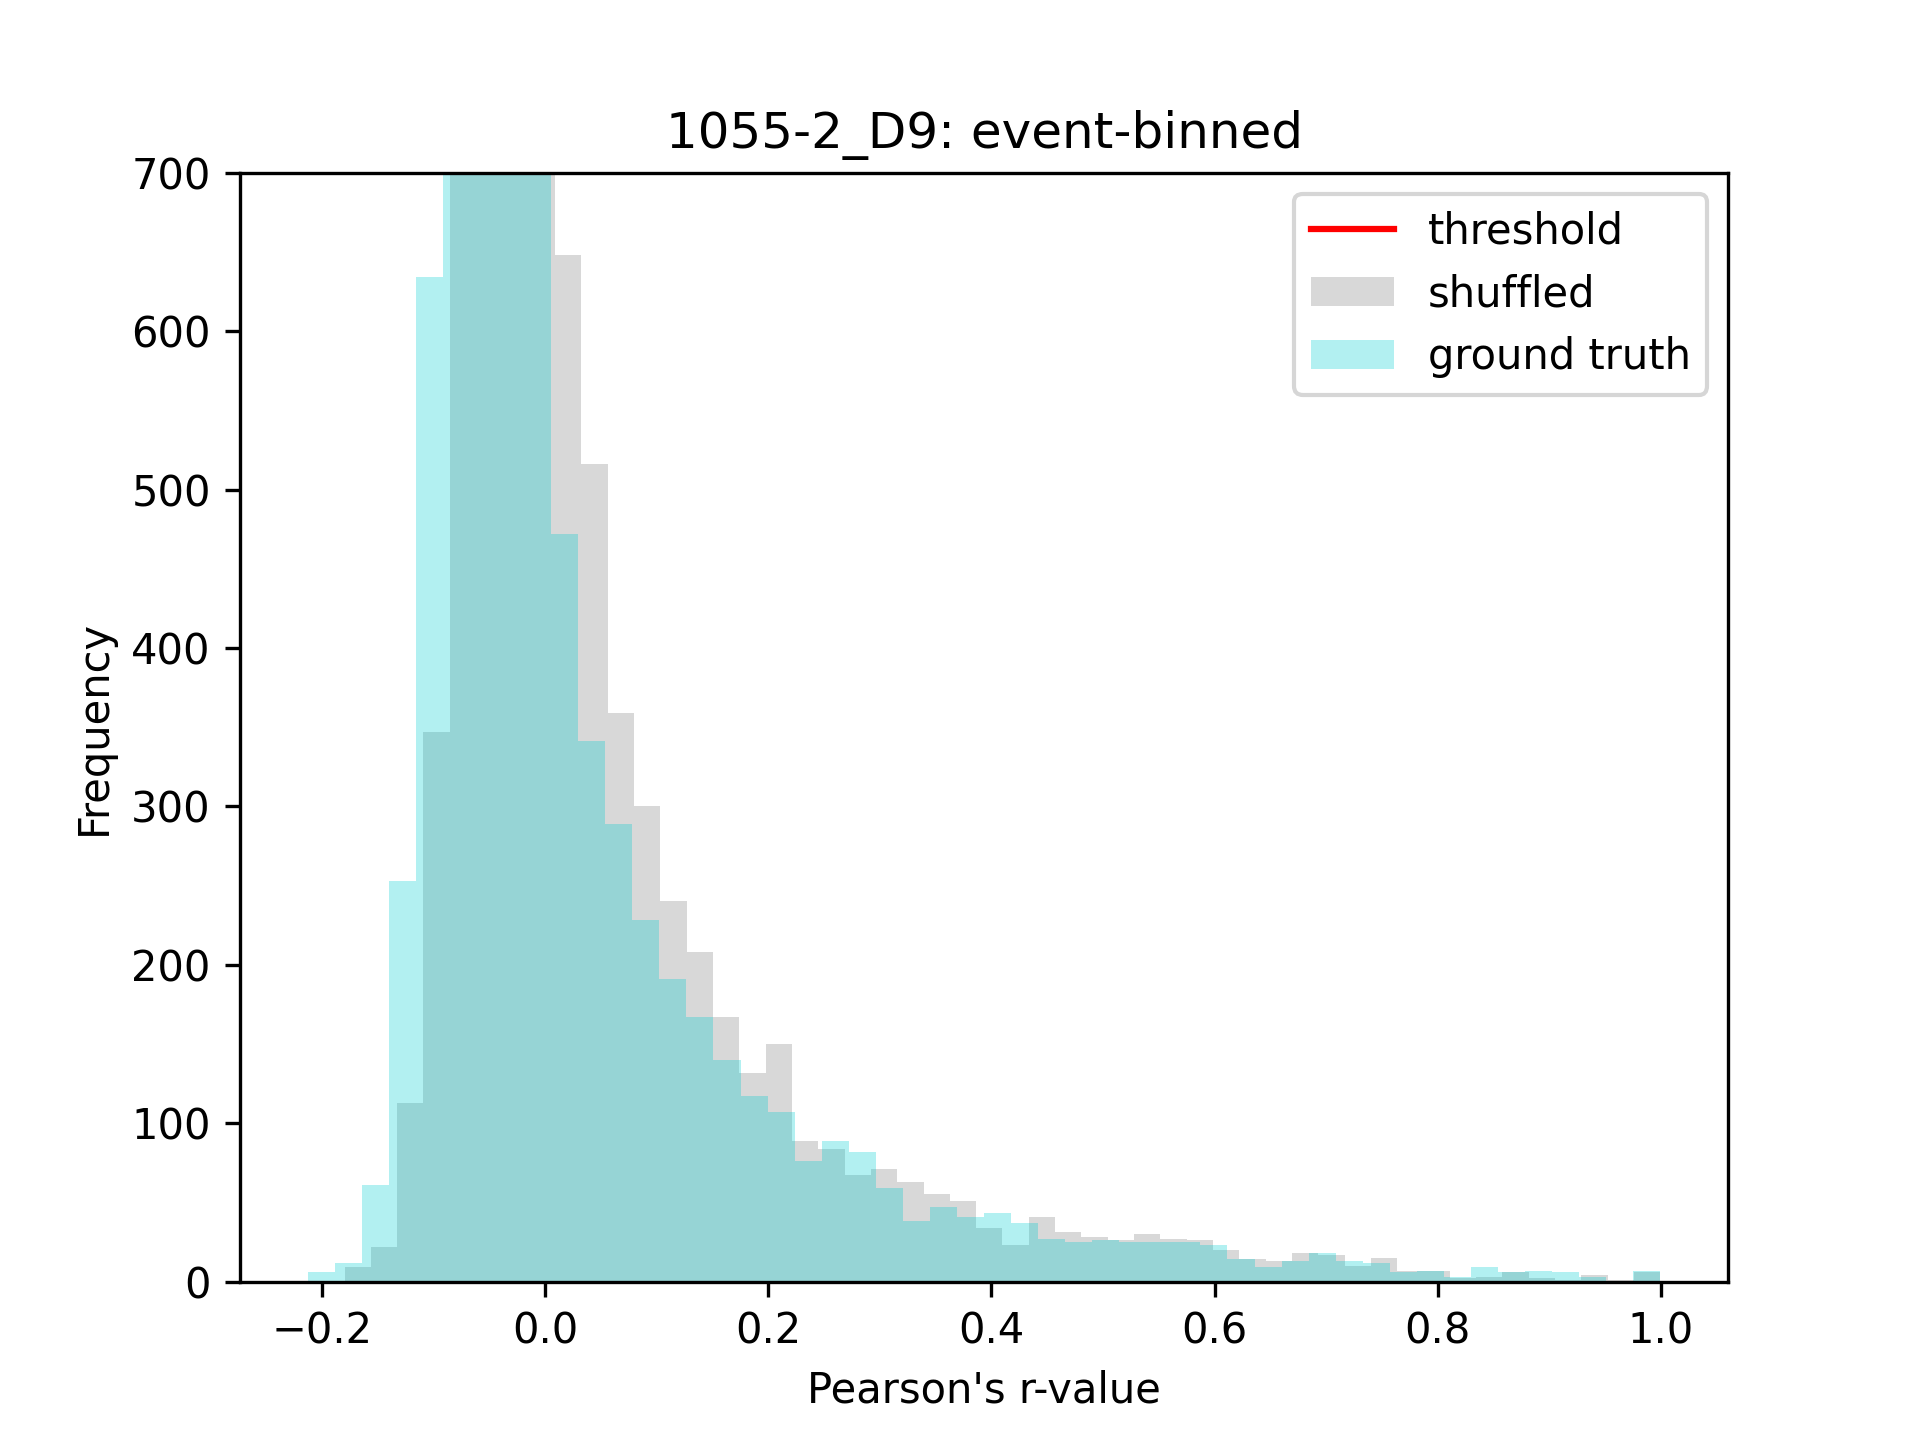 1055-2_D9: event-binned
700
600
500
400
300
200
100
0
Frequency
threshold
shuffled
ground truth
−0.2 0.0 0.2 0.4 0.6 0.8 1.0
Pearson's r-value